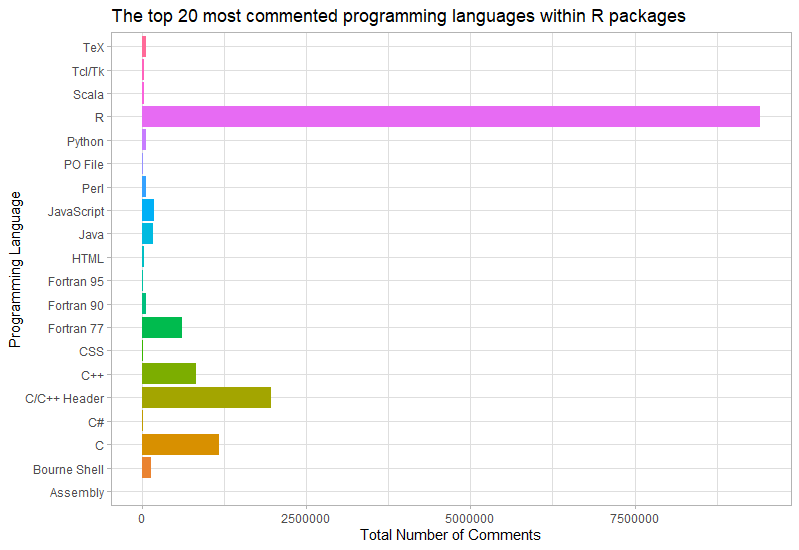 The top 20 most commented programming languages within R packages
Programming Language
TeX
Tcl/Tk
Scala
R
Python
PO File
Perl
JavaScript
Java
HTML
Fortran 95
Fortran 90
Fortran 77
CSS
C++
C/C++ Header
C#
C
Bourne Shell
Assembly
0 2500000 5000000 7500000
Total Number of Comments